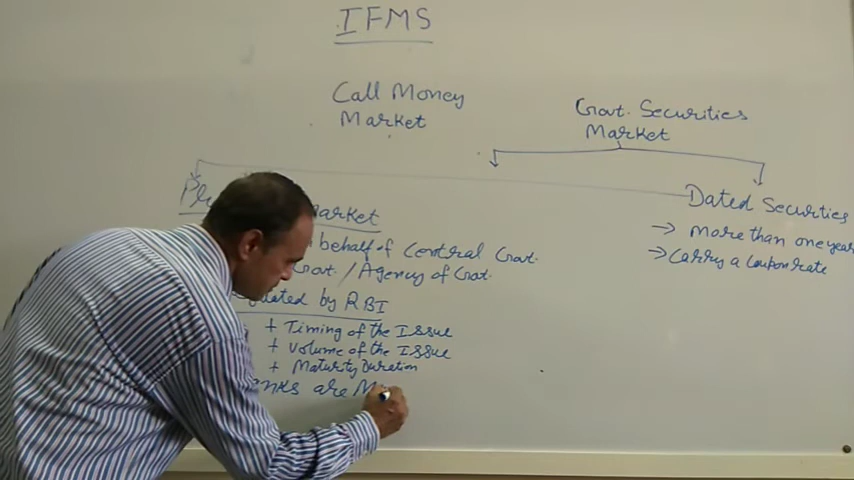 IFMS
Call Money
Market
Govt. Securities
Market
Dated Securities
→ More than one year
→ Carry a Coupon rate
arket
behalf of Central Govt.
Govt. / Agency of Govt.
by RBI
+ Timing of the Issue
+ Volume of the Issue
+ Maturity Duration
are M